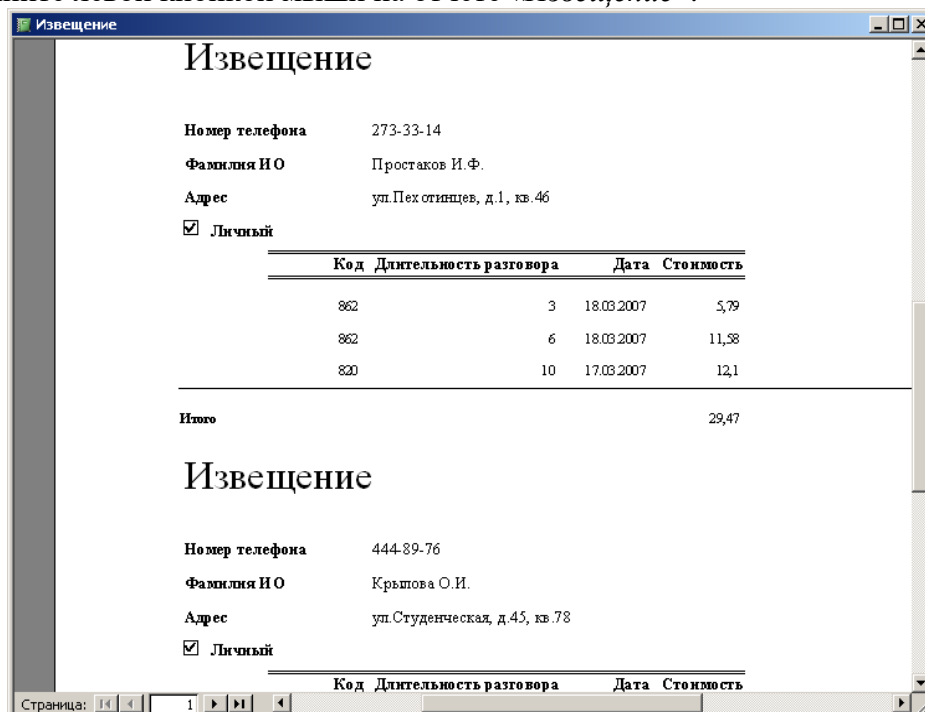 Извещение
Извещение
Номер телефона 273-33-14
Фамилия И О Простаков И.Ф.
Адрес ул.Пехотинцев, д.1, кв.46
Личный
Код Длительность разговора Дата Стоимость
862 3 18.03.2007 5,79
862 6 18.03.2007 11,58
820 10 17.03.2007 12,1
Итого 29,47
Извещение
Номер телефона 444-89-76
Фамилия И О Крылова О.И.
Адрес ул.Студенческая, д.45, кв.78
Личный
Код Длительность разговора Дата Стоимость
Страница: 1